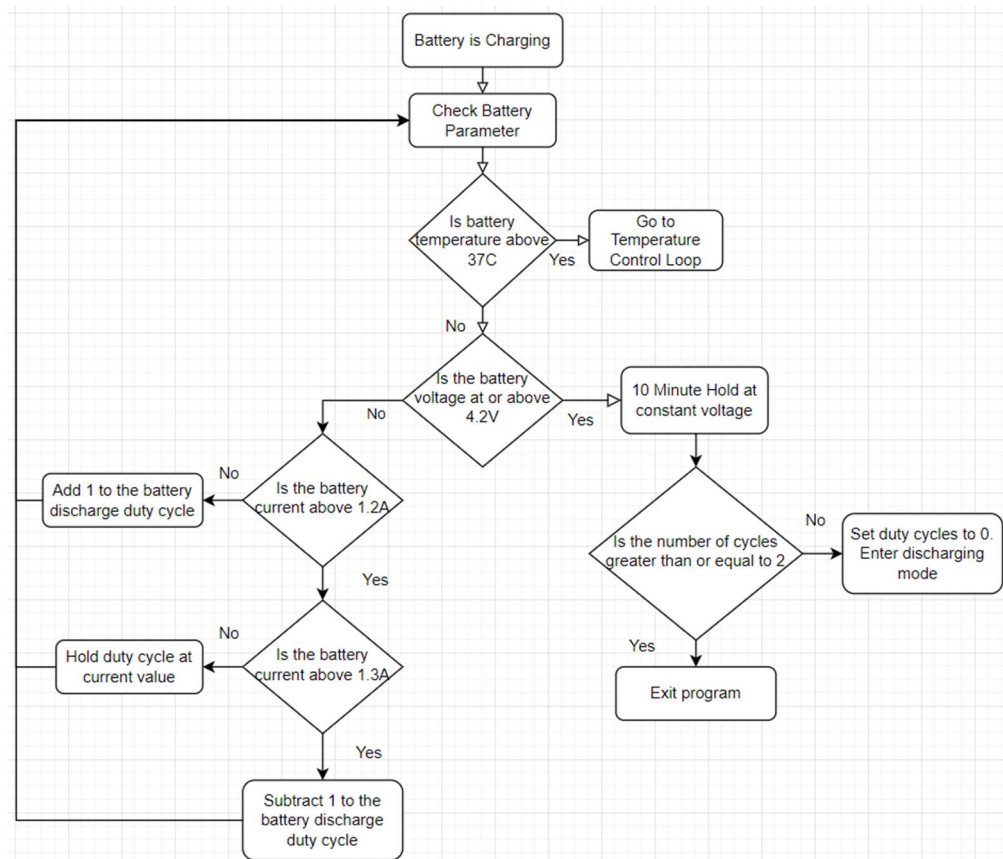 Battery is Charging
Check Battery
Parameter
Is battery
temperature above
37C
Yes
Go to
Temperature
Control Loop
No
Is the battery
voltage at or above
4.2V
No
Yes
10 Minute Hold at
constant voltage
Is the battery
current above 1.2A
No
Add 1 to the battery
discharge duty cycle
Yes
Is the number of cycles
greater than or equal to 2
No
Set duty cycles to 0.
Enter discharging
mode
Yes
Exit program
Is the battery
current above 1.3A
No
Hold duty cycle at
current value
Yes
Subtract 1 to the
battery discharge
duty cycle